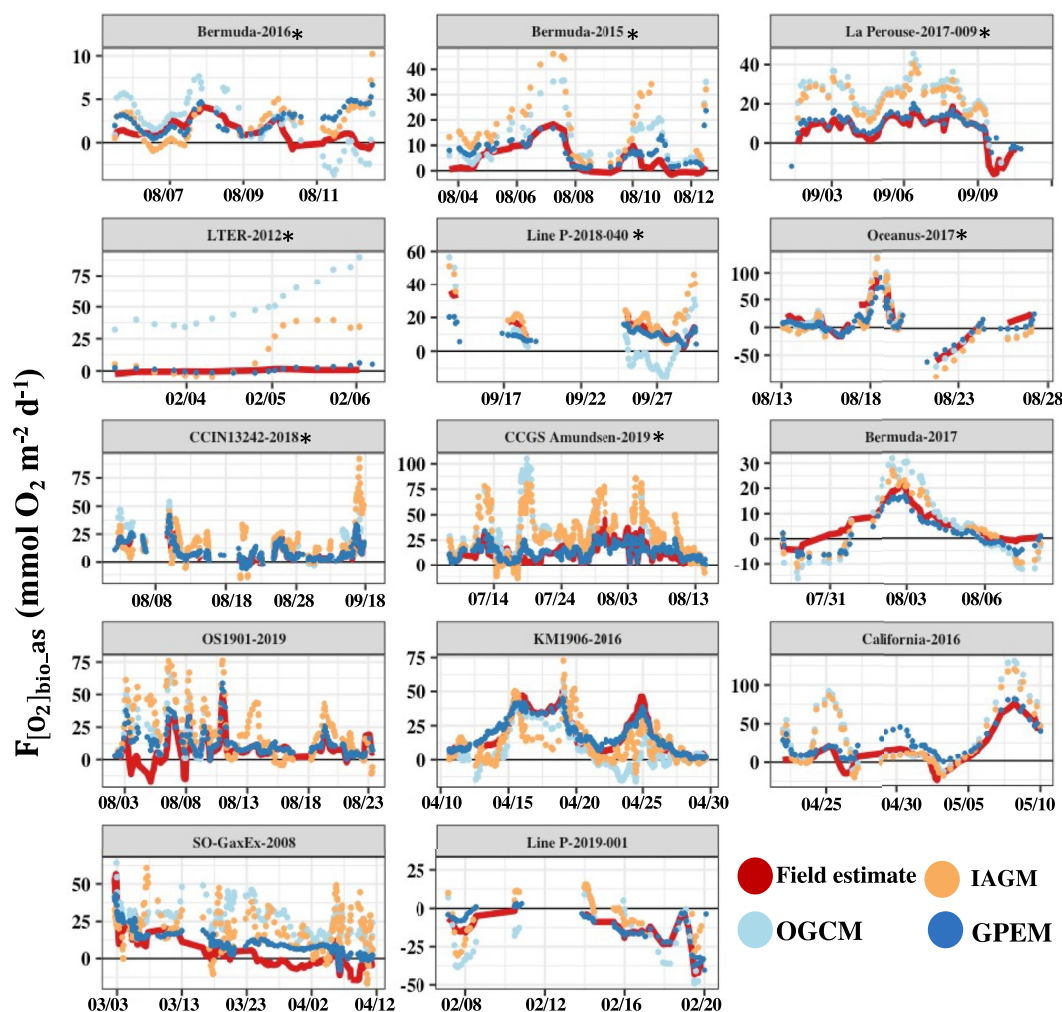 F[O₂]bio_as (mmol O₂ m⁻² d⁻¹)
Bermuda-2016*
10
5
0
08/07 08/09 08/11
Bermuda-2015*
40
30
20
10
0
08/04 08/06 08/08 08/10 08/12
La Perouse-2017-009*
40
20
0
09/03 09/06 09/09
LTER-2012*
75
50
25
0
02/04 02/05 02/06
Line P-2018-040 *
60
40
20
0
09/17 09/22 09/27
Oceanus-2017*
100
50
0
-50
08/13 08/18 08/23 08/28
CCIN13242-2018*
75
50
25
0
08/08 08/18 08/28 09/18
CCGS Amundsen-2019*
100
75
50
25
0
07/14 07/24 08/03 08/13
Bermuda-2017
30
20
10
0
-10
07/31 08/03 08/06
OS1901-2019
75
50
25
0
08/03 08/08 08/13 08/18 08/23
KM1906-2016
75
50
25
0
04/10 04/15 04/20 04/25 04/30
California-2016
100
50
0
04/25 04/30 05/05 05/10
SO-GaxEx-2008
50
25
0
03/03 03/13 03/23 04/02 04/12
Line P-2019-001
25
0
-25
-50
02/08 02/12 02/16 02/20
Field estimate IAGM
OGCM GPEM